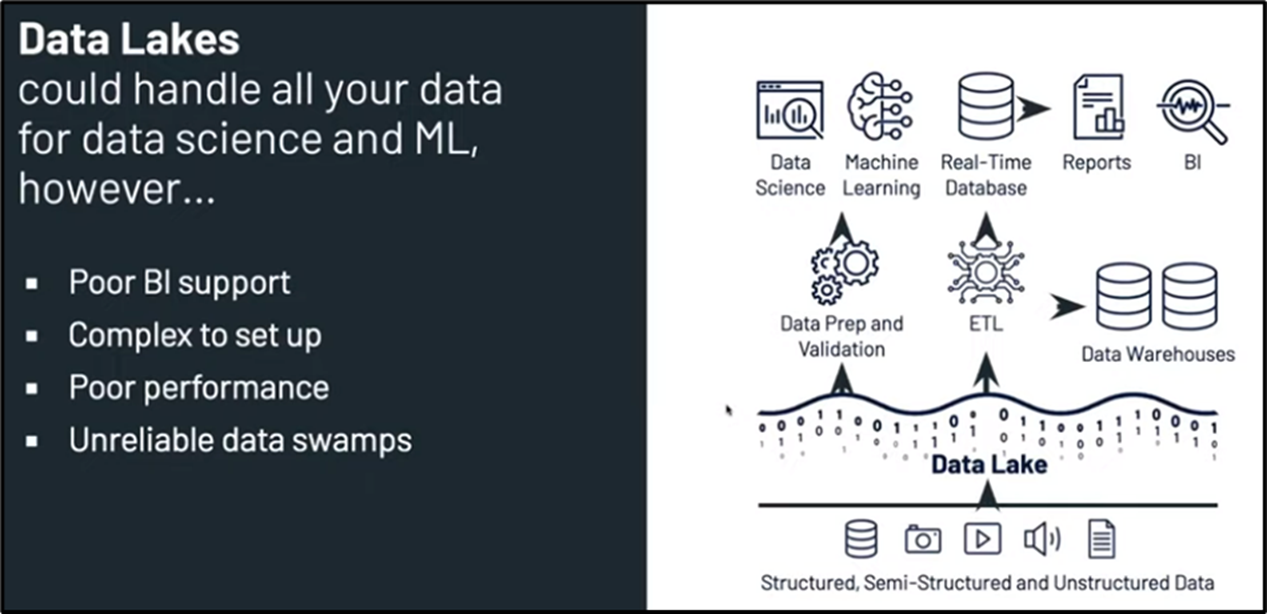 Data Lakes
could handle all your data
for data science and ML,
however...
▪ Poor BI support
▪ Complex to set up
▪ Poor performance
▪ Unreliable data swamps
Data
Science
Machine
Learning
Real-Time
Database
Reports
BI
Data Prep and
Validation
ETL
Data Warehouses
Data Lake
Structured, Semi-Structured and Unstructured Data